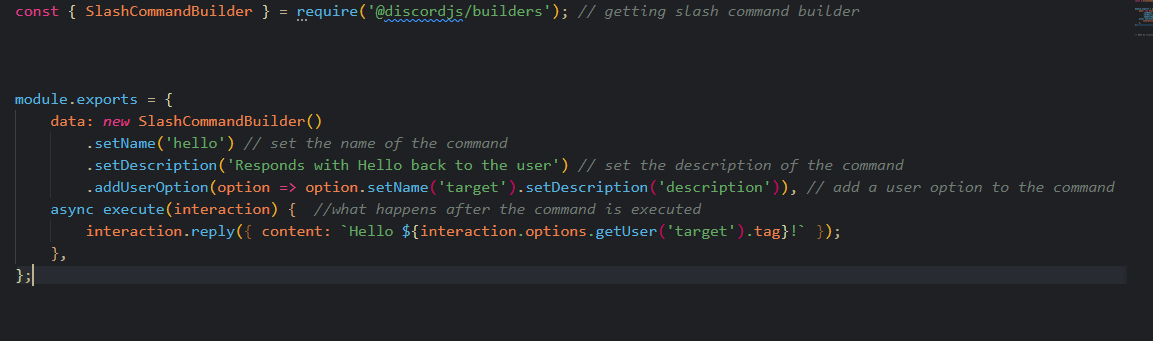 const { SlashCommandBuilder } = require('@discordjs/builders'); // getting slash command builder
module.exports = {
    data: new SlashCommandBuilder()
        .setName('hello') // set the name of the command
        .setDescription('Responds with Hello back to the user') // set the description of the command
        .addUserOption(option => option.setName('target').setDescription('description')), // add a user option to the command
    async execute(interaction) {  //what happens after the command is executed
        interaction.reply({ content: `Hello ${interaction.options.getUser('target').tag}!` });
    },
};